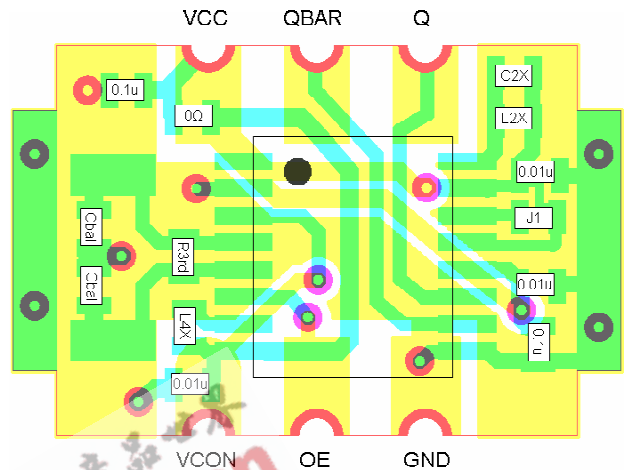 VCC QBAR Q
C2X
0.1u
0Ω
L2X
0.01u
J1
Cbal
R3rd
Cbal
0.01u
L4X
0.1u
0.01u
VCON OE GND